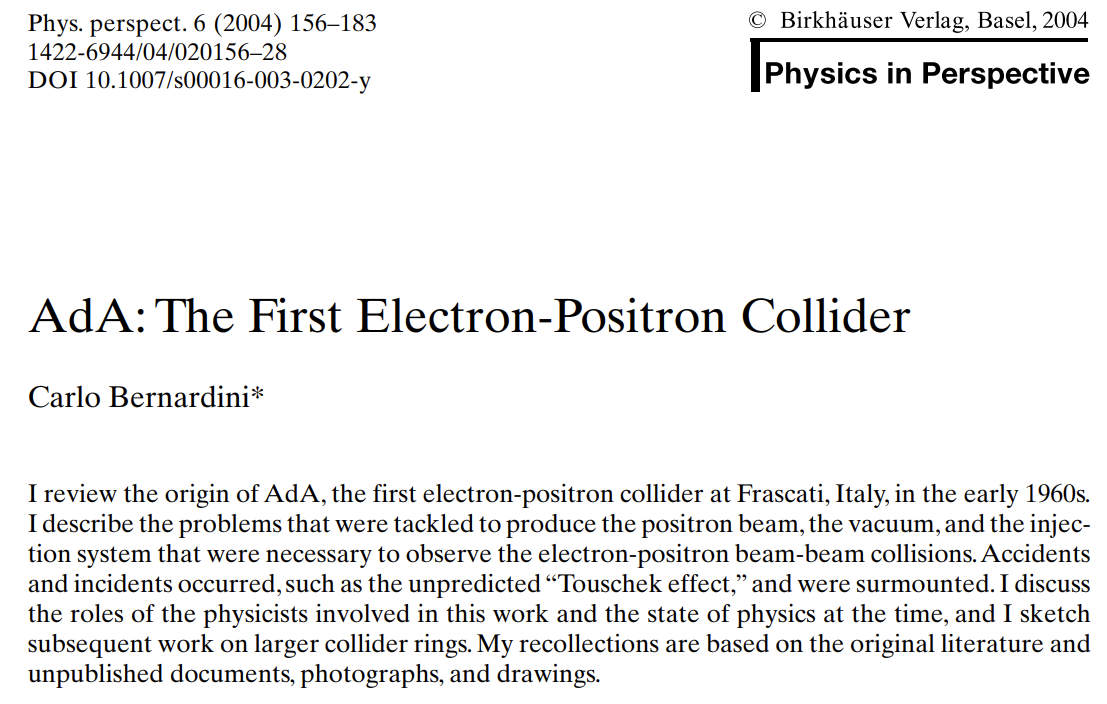 Phys. perspect. 6 (2004) 156–183
1422-6944/04/020156–28
DOI 10.1007/s00016-003-0202-y
© Birkhäuser Verlag, Basel, 2004
Physics in Perspective
AdA: The First Electron-Positron Collider
Carlo Bernardini*
I review the origin of AdA, the first electron-positron collider at Frascati, Italy, in the early 1960s.
I describe the problems that were tackled to produce the positron beam, the vacuum, and the injec-
tion system that were necessary to observe the electron-positron beam-beam collisions. Accidents
and incidents occurred, such as the unpredicted “Touschek effect,” and were surmounted. I discuss
the roles of the physicists involved in this work and the state of physics at the time, and I sketch
subsequent work on larger collider rings. My recollections are based on the original literature and
unpublished documents, photographs, and drawings.